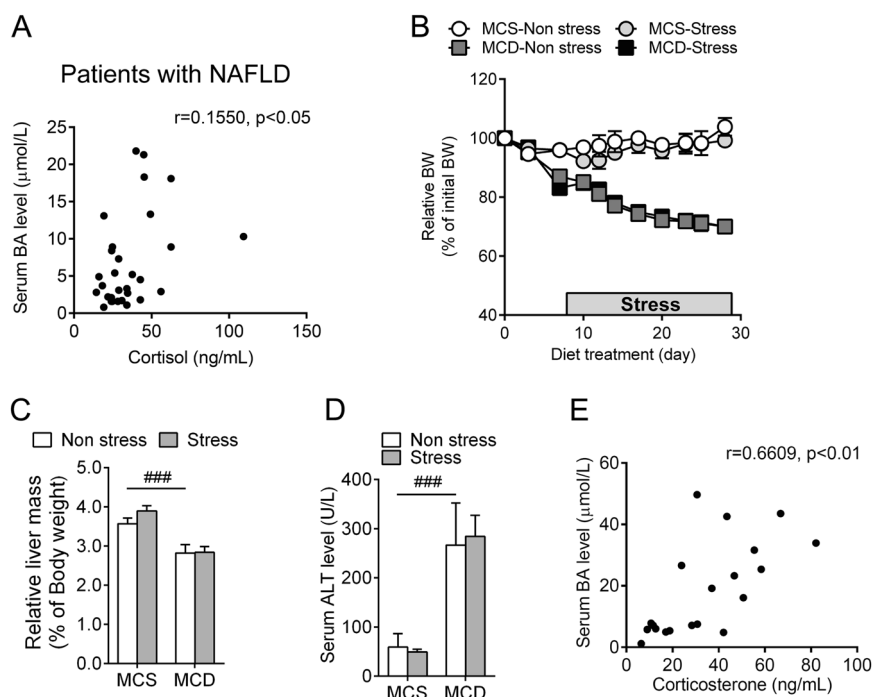 A
Patients with NAFLD
r=0.1550, p<0.05
Serum BA level (μmol/L)
25
20
15
10
5
0
0 50 100 150
Cortisol (ng/mL)
B
MCS-Non stress MCS-Stress
MCD-Non stress MCD-Stress
Relative BW
(% of initial BW)
120
100
80
60
40
Stress
0 10 20 30
Diet treatment (day)
C
Non stress Stress
Relative liver mass
(% of Body weight)
5.0
4.0
3.0
2.0
1.0
0.0
###
MCS MCD
D
Non stress
Stress
Serum ALT level (U/L)
400
300
200
100
0
###
MCS MCD
E
r=0.6609, p<0.01
Serum BA level (μmol/L)
60
40
20
0
0 20 40 60 80 100
Corticosterone (ng/mL)